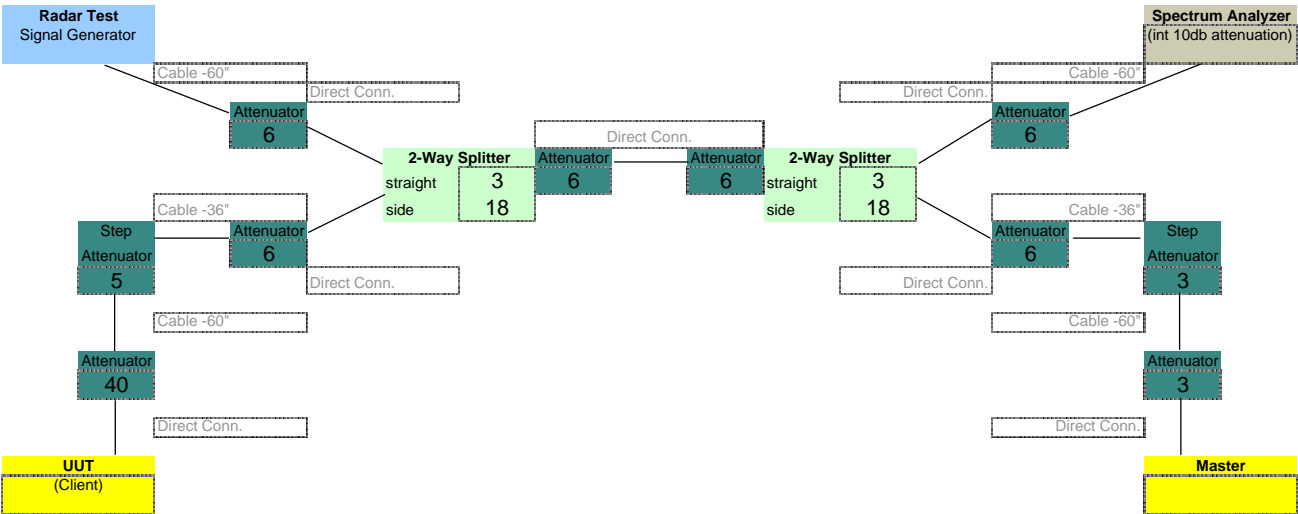 Radar Test
Signal Generator
Spectrum Analyzer
(int 10db attenuation)
Cable -60"
Cable -60"
Direct Conn.
Direct Conn.
Attenuator
6
Attenuator
6
Direct Conn.
2-Way Splitter
straight 3
side 18
Attenuator
6
Attenuator
6
2-Way Splitter
straight 3
side 18
Cable -36"
Cable -36"
Step
Attenuator
5
Attenuator
6
Attenuator
6
Step
Attenuator
3
Direct Conn.
Direct Conn.
Cable -60"
Cable -60"
Attenuator
40
Attenuator
3
Direct Conn.
Direct Conn.
UUT
(Client)
Master